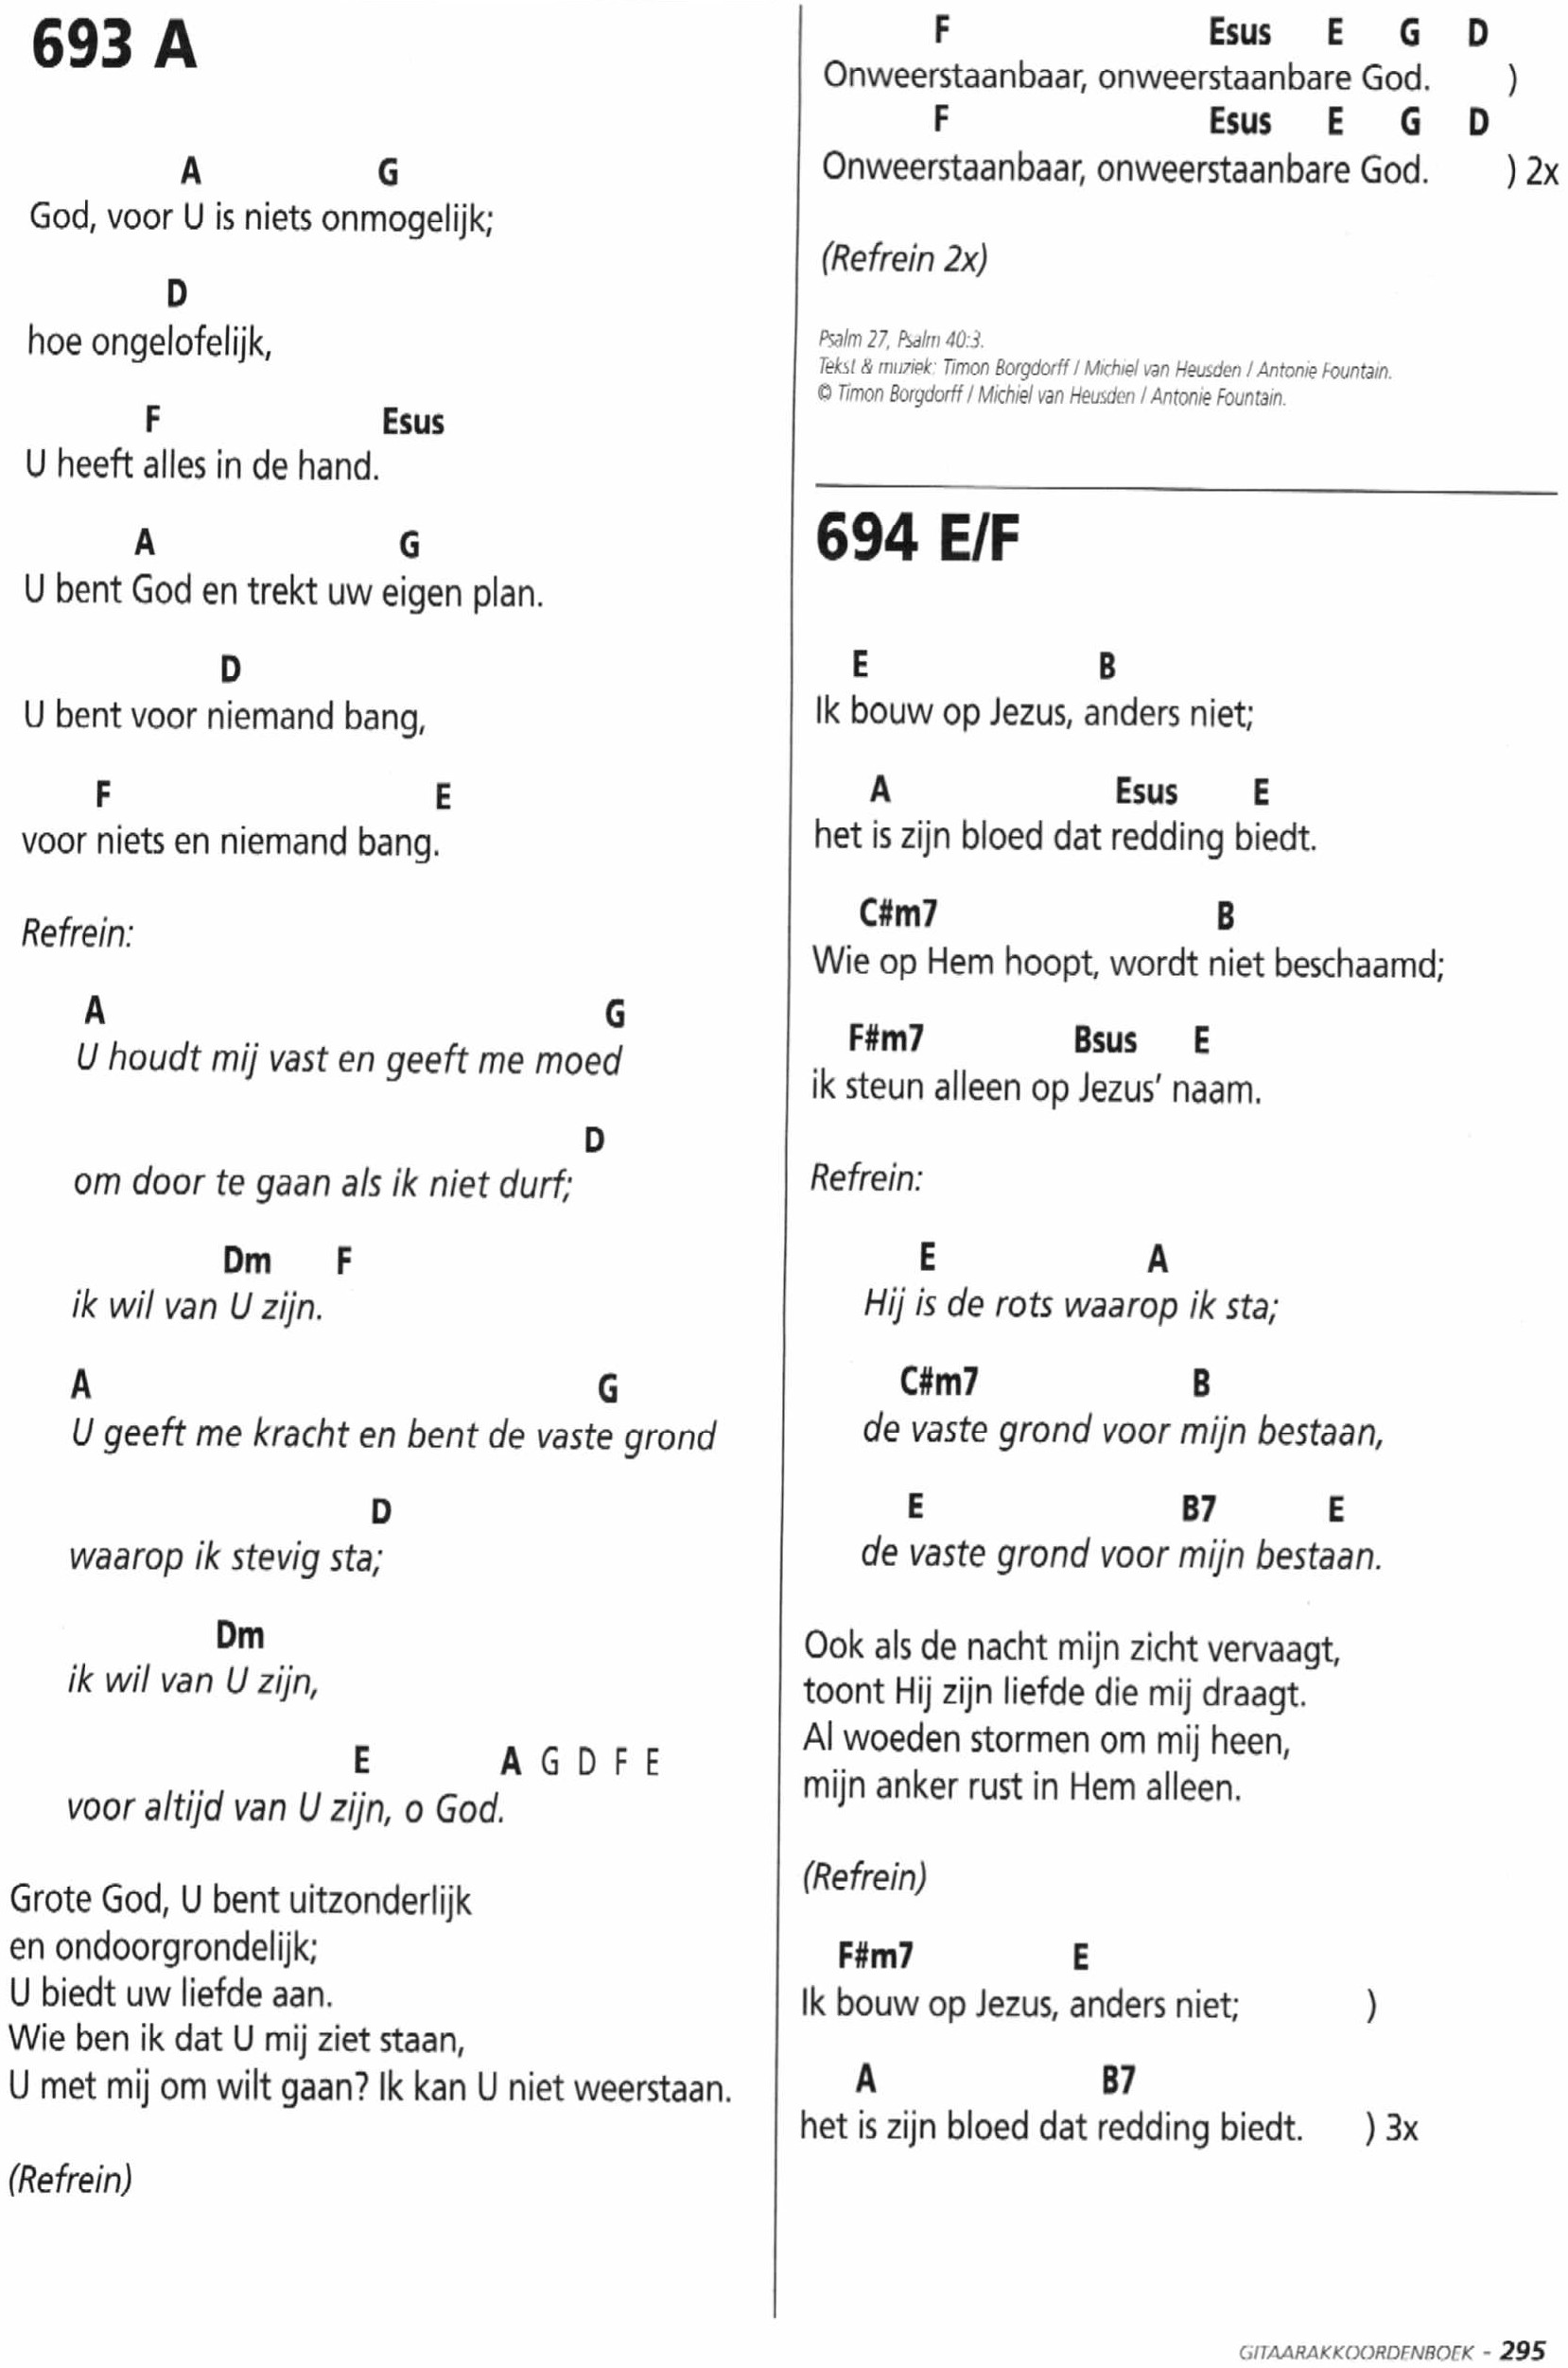 693 A
A G
God, voor U is niets onmogelijk;
D
hoe ongelofelijk,
F Esus
U heeft alles in de hand.
A G
U bent God en trekt uw eigen plan.
D
U bent voor niemand bang,
F E
voor niets en niemand bang.
Refrein:
A G
U houdt mij vast en geeft me moed
D
om door te gaan als ik niet durf;
Dm F
ik wil van U zijn.
A G
U geeft me kracht en bent de vaste grond
D
waarop ik stevig sta;
Dm
ik wil van U zijn,
E A G D F E
voor altijd van U zijn, o God.
Grote God, U bent uitzonderlijk
en ondoorgrondelijk;
U biedt uw liefde aan.
Wie ben ik dat U mij ziet staan,
U met mij om wilt gaan? Ik kan U niet weerstaan.
(Refrein)
F Esus E G D
Onweerstaanbaar, onweerstaanbare God. )
F Esus E G D
Onweerstaanbaar, onweerstaanbare God. ) 2x
(Refrein 2x)
Psalm 27, Psalm 40:3.
Tekst & muziek: Timon Borgdorff / Michiel van Heusden / Antonie Fountain.
© Timon Borgdorff / Michiel van Heusden / Antonie Fountain.
694 E/F
E B
Ik bouw op Jezus, anders niet;
A Esus E
het is zijn bloed dat redding biedt.
C#m7 B
Wie op Hem hoopt, wordt niet beschaamd;
F#m7 Bsus E
ik steun alleen op Jezus’ naam.
Refrein:
E A
Hij is de rots waarop ik sta;
C#m7 B
de vaste grond voor mijn bestaan,
E B7 E
de vaste grond voor mijn bestaan.
Ook als de nacht mijn zicht vervaagt,
toont Hij zijn liefde die mij draagt.
Al woeden stormen om mij heen,
mijn anker rust in Hem alleen.
(Refrein)
F#m7 E
Ik bouw op Jezus, anders niet; )
A B7
het is zijn bloed dat redding biedt. ) 3x
GITAARAKKOORDENBOEK - 295